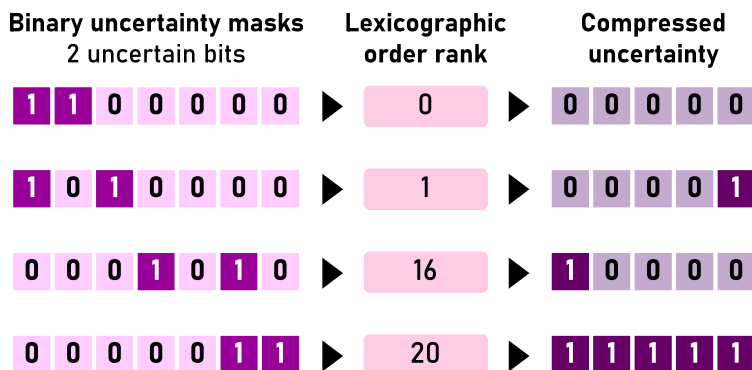 Binary uncertainty masks Lexicographic Compressed
2 uncertain bits order rank uncertainty
1 1 0 0 0 0 0 0 0 0 0 0 0
1 0 1 0 0 0 0 1 0 0 0 0 1
0 0 0 1 0 1 0 16 1 0 0 0 0
0 0 0 0 0 1 1 20 1 1 1 1 1